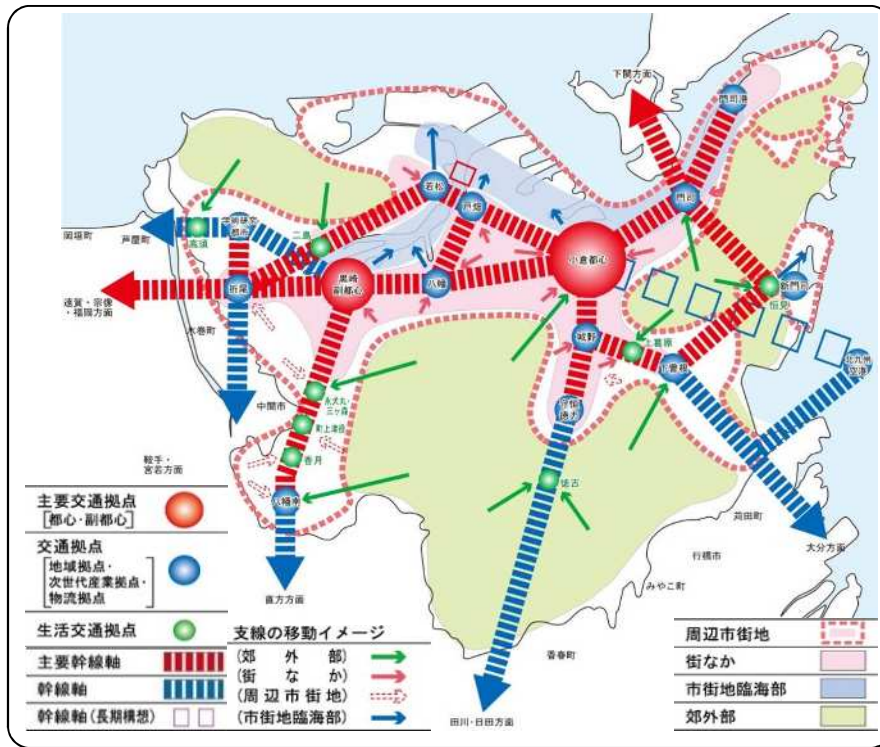 下関方面
門司港
若松
戸畑
門司
岡垣町
芦屋町
高須
学術研究
都市
二島
小倉都心
黒崎
副都心
八幡
折尾
新門司
恒見
遠賀・宗像
・福岡方面
水巻町
城野
上葛原
下曽根
北九州
空港
中間市
永犬丸・
三ヶ森
町上津役
徳力
香月
鞍手・
宮若方面
八幡南
徳吉
苅田町
行橋市
大分方面
みやこ町
直方方面
香春町
田川・日田方面
主要交通拠点
[都心・副都心]
交通拠点
[地域拠点・
次世代産業拠点・
物流拠点]
生活交通拠点
主要幹線軸
幹線軸
幹線軸(長期構想)
支線の移動イメージ
(郊外部)
(街なか)
(周辺市街地)
(市街地臨海部)
周辺市街地
街なか
市街地臨海部
郊外部